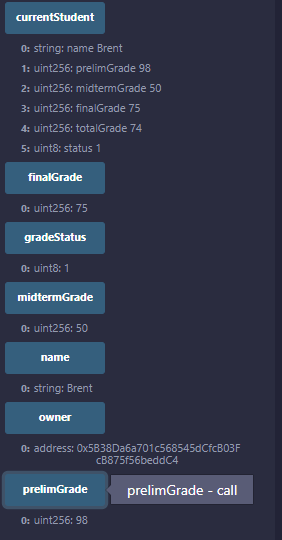 currentStudent
0: string: name Brent
1: uint256: prelimGrade 98
2: uint256: midtermGrade 50
3: uint256: finalGrade 75
4: uint256: totalGrade 74
5: uint8: status 1
finalGrade
0: uint256: 75
gradeStatus
0: uint8: 1
midtermGrade
0: uint256: 50
name
0: string: Brent
owner
0: address: 0x5B38Da6a701c568545dCfcB03F
cB875f56beddC4
prelimGrade
prelimGrade - call
0: uint256: 98